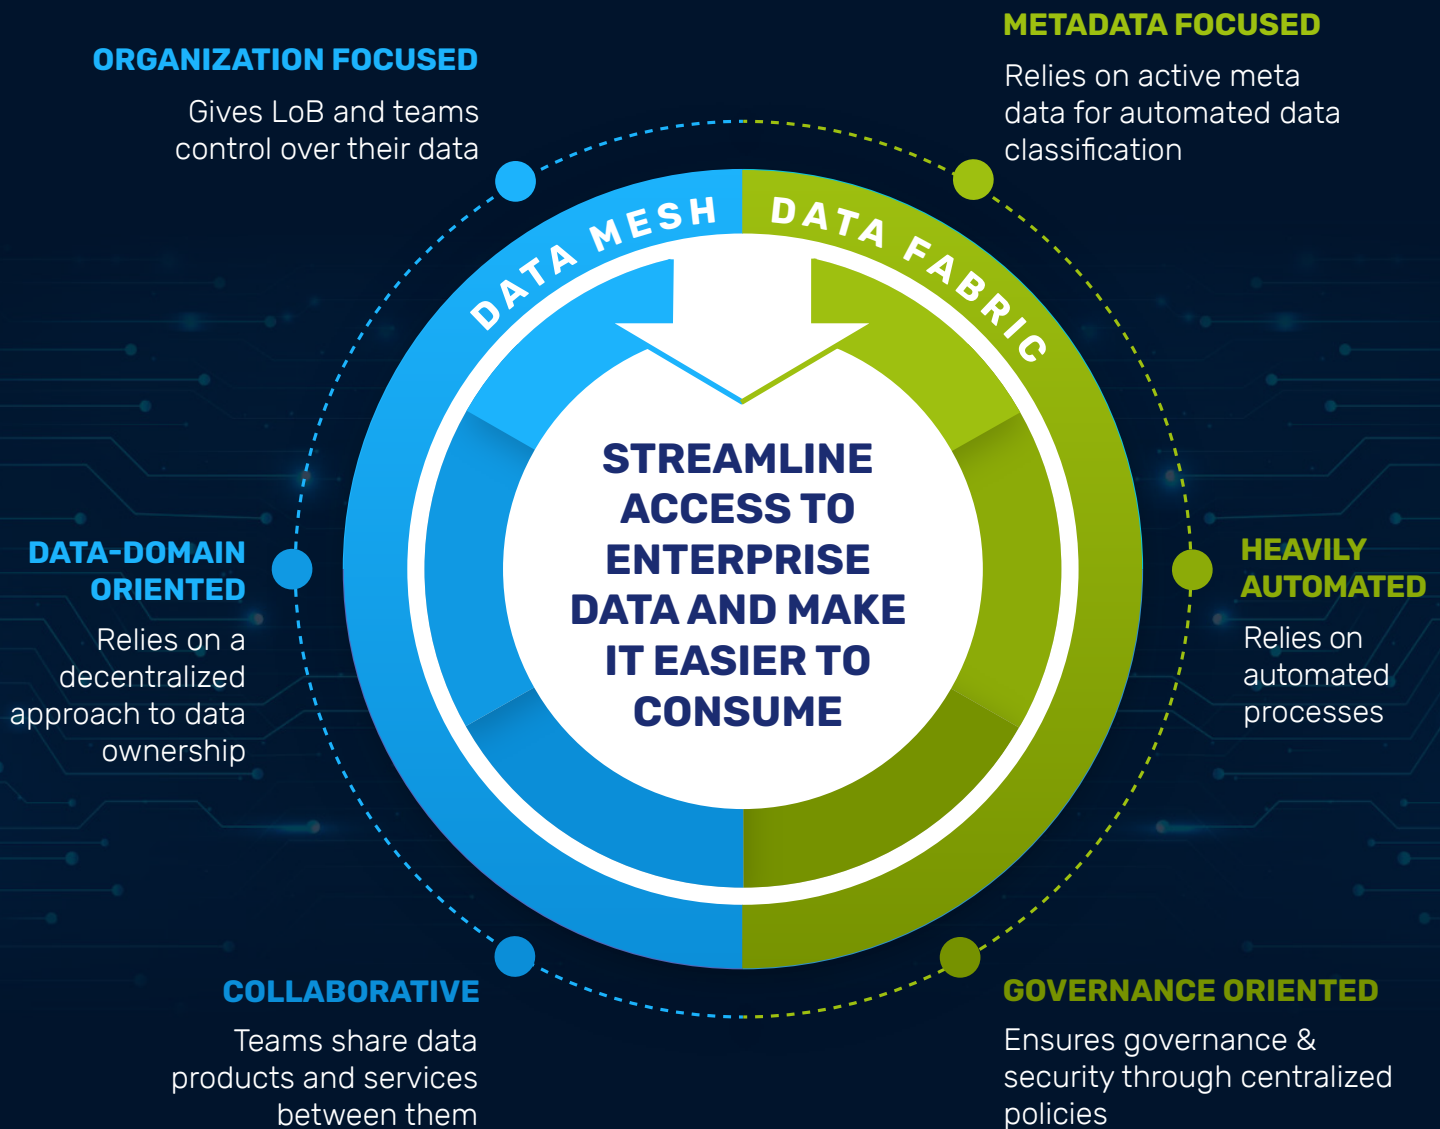 ORGANIZATION FOCUSED
Gives LoB and teams
control over their data
METADATA FOCUSED
Relies on active meta
data for automated data
classification
DATA MESH
DATA FABRIC
STREAMLINE
ACCESS TO
ENTERPRISE
DATA AND MAKE
IT EASIER TO
CONSUME
DATA-DOMAIN
ORIENTED
Relies on a
decentralized
approach to data
ownership
HEAVILY
AUTOMATED
Relies on
automated
processes
COLLABORATIVE
Teams share data
products and services
between them
GOVERNANCE ORIENTED
Ensures governance &
security through centralized
policies